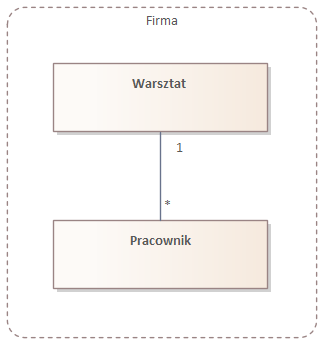 Firma
Warsztat
1
*
Pracownik